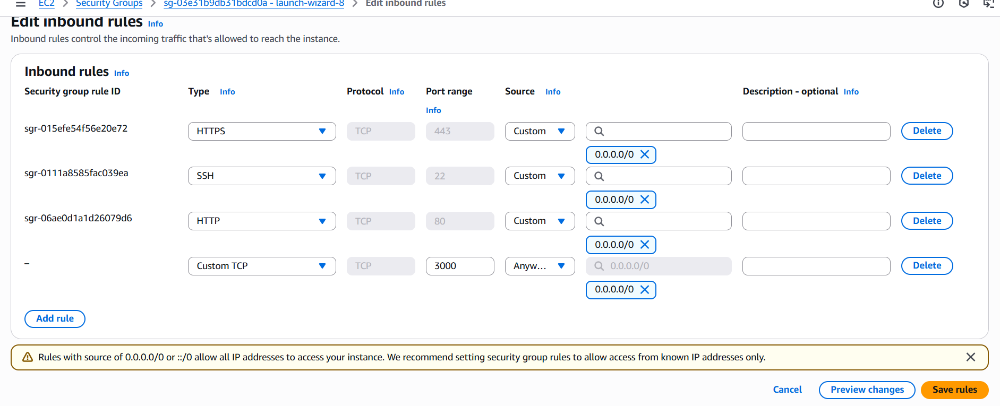 EC2 > Security Groups > sg-03e31b9db31bdcd0a - launch-wizard-8 > Edit inbound rules
Edit inbound rules Info
Inbound rules control the incoming traffic that's allowed to reach the instance.
Inbound rules Info
Security group rule ID Type Info Protocol Info Port range Info Source Info Description - optional Info
sgr-015efe54f56e20e72 HTTPS TCP 443 Custom Delete
0.0.0.0/0
sgr-0111a8585fac039ea SSH TCP 22 Custom Delete
0.0.0.0/0
sgr-06ae0d1a1d26079d6 HTTP TCP 80 Custom Delete
0.0.0.0/0
– Custom TCP TCP 3000 Anyw... 0.0.0.0/0 Delete
0.0.0.0/0
Add rule
Rules with source of 0.0.0.0/0 or ::/0 allow all IP addresses to access your instance. We recommend setting security group rules to allow access from known IP addresses only.
Cancel Preview changes Save rules